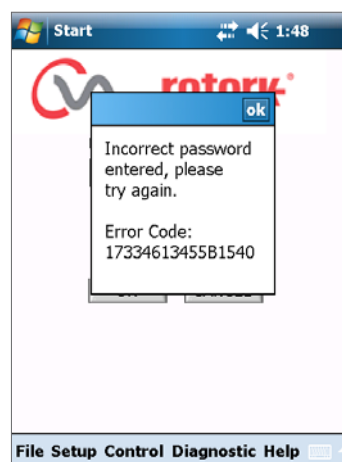 Start 1:48
rotork
ok
Incorrect password
entered, please
try again.
Error Code:
17334613455B1540
File Setup Control Diagnostic Help